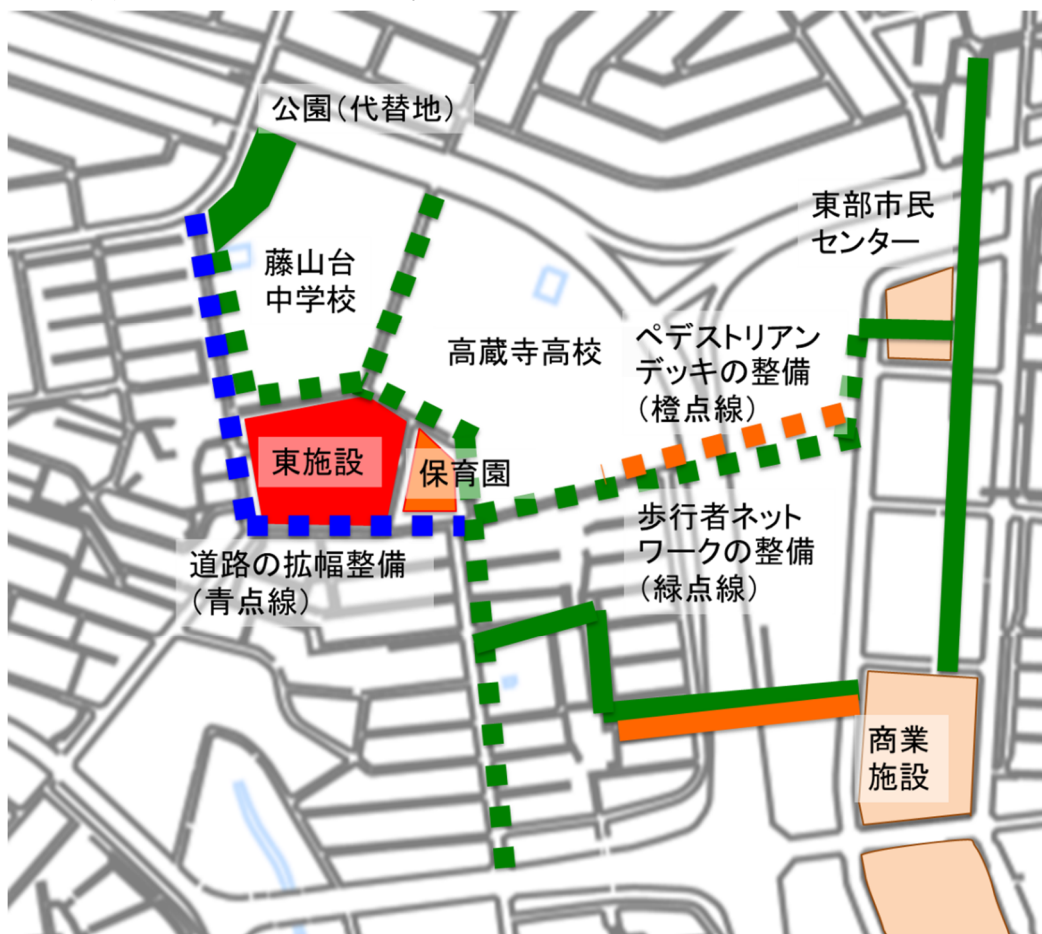 公園(代替地)
東部市民
センター
藤山台
中学校
高蔵寺高校
ペデストリアン
デッキの整備
(橙点線)
東施設
保育園
歩行者ネット
ワークの整備
(緑点線)
道路の拡幅整備
(青点線)
商業
施設